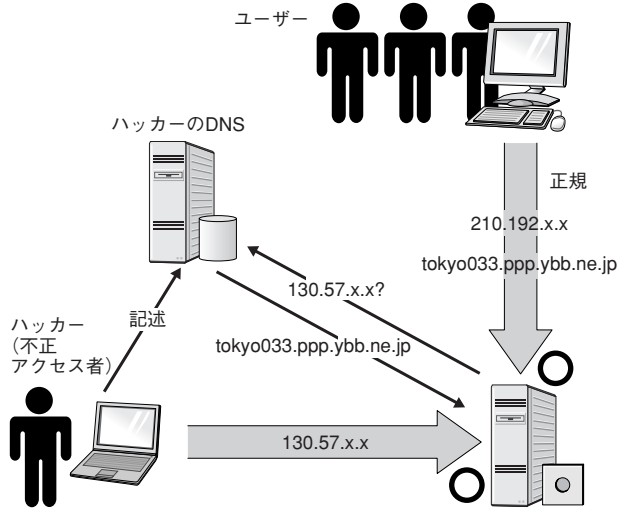 ユーザー
ハッカーのDNS
正規
210.192.x.x
tokyo033.ppp.ybb.ne.jp
130.57.x.x?
記述
tokyo033.ppp.ybb.ne.jp
ハッカー
(不正
アクセス者)
130.57.x.x